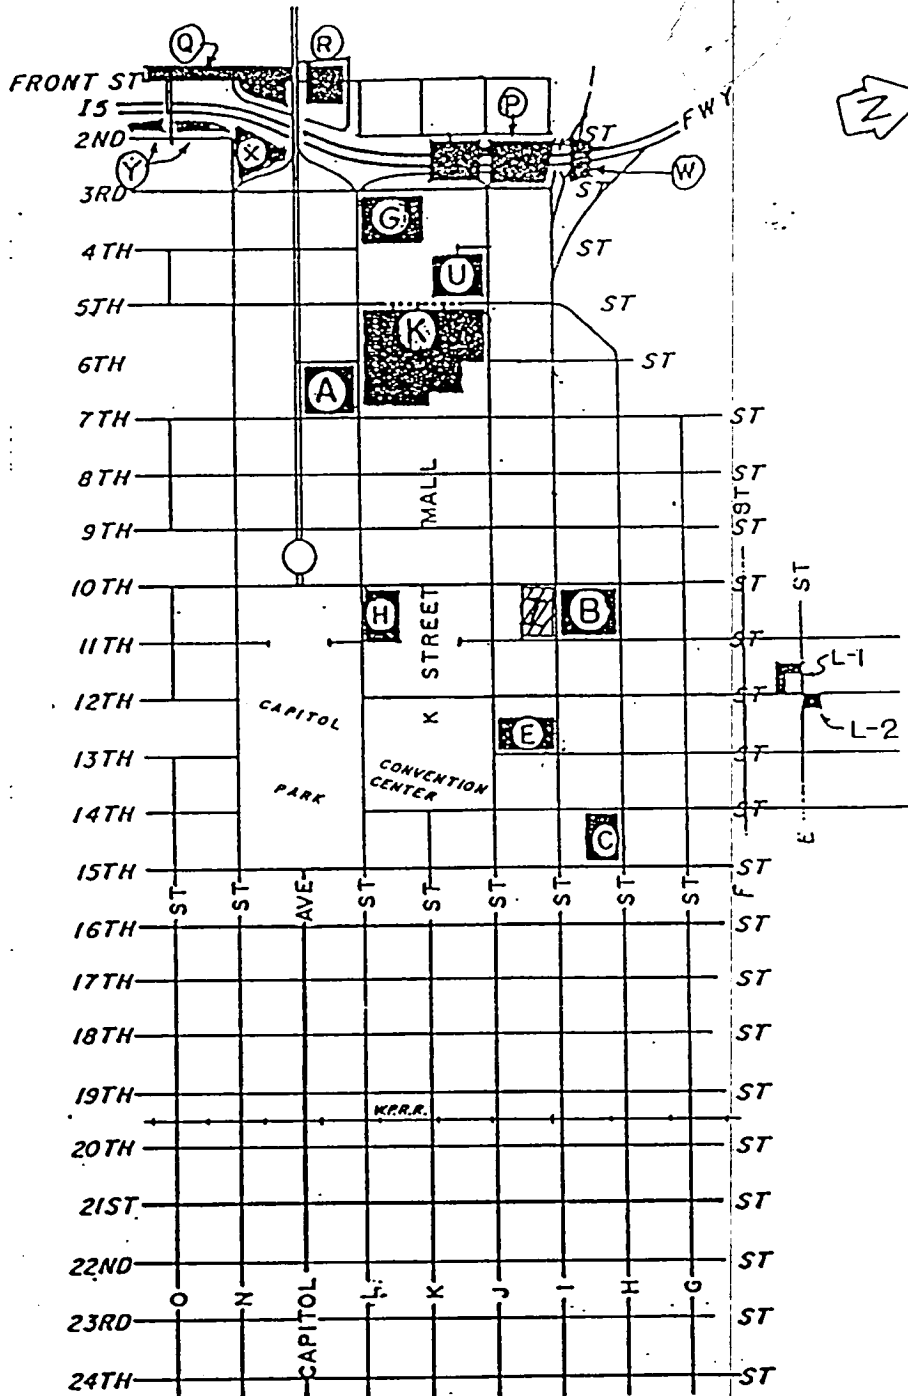 Q
R
FRONT ST
I5
P
FWY
N
2ND
ST
Y
X
W
3RD
ST
G
4TH
ST
U
5TH
ST
K
6TH
ST
A
7TH
ST
8TH
ST
MALL
9TH
ST
ST
10TH
ST
ST
H
B
STREET
11TH
ST
L-1
12TH
ST
CAPITOL
K
L-2
E
13TH
ST
CONVENTION
CENTER
PARK
14TH
ST
C
E
15TH
ST
ST
ST
AVE
ST
ST
ST
ST
ST
ST
F
16TH
ST
17TH
ST
18TH
ST
19TH
ST
W.P.R.R.
20TH
ST
21ST
ST
22ND
ST
O
N
CAPITOL
L
K
J
I
H
G
23RD
ST
24TH
ST